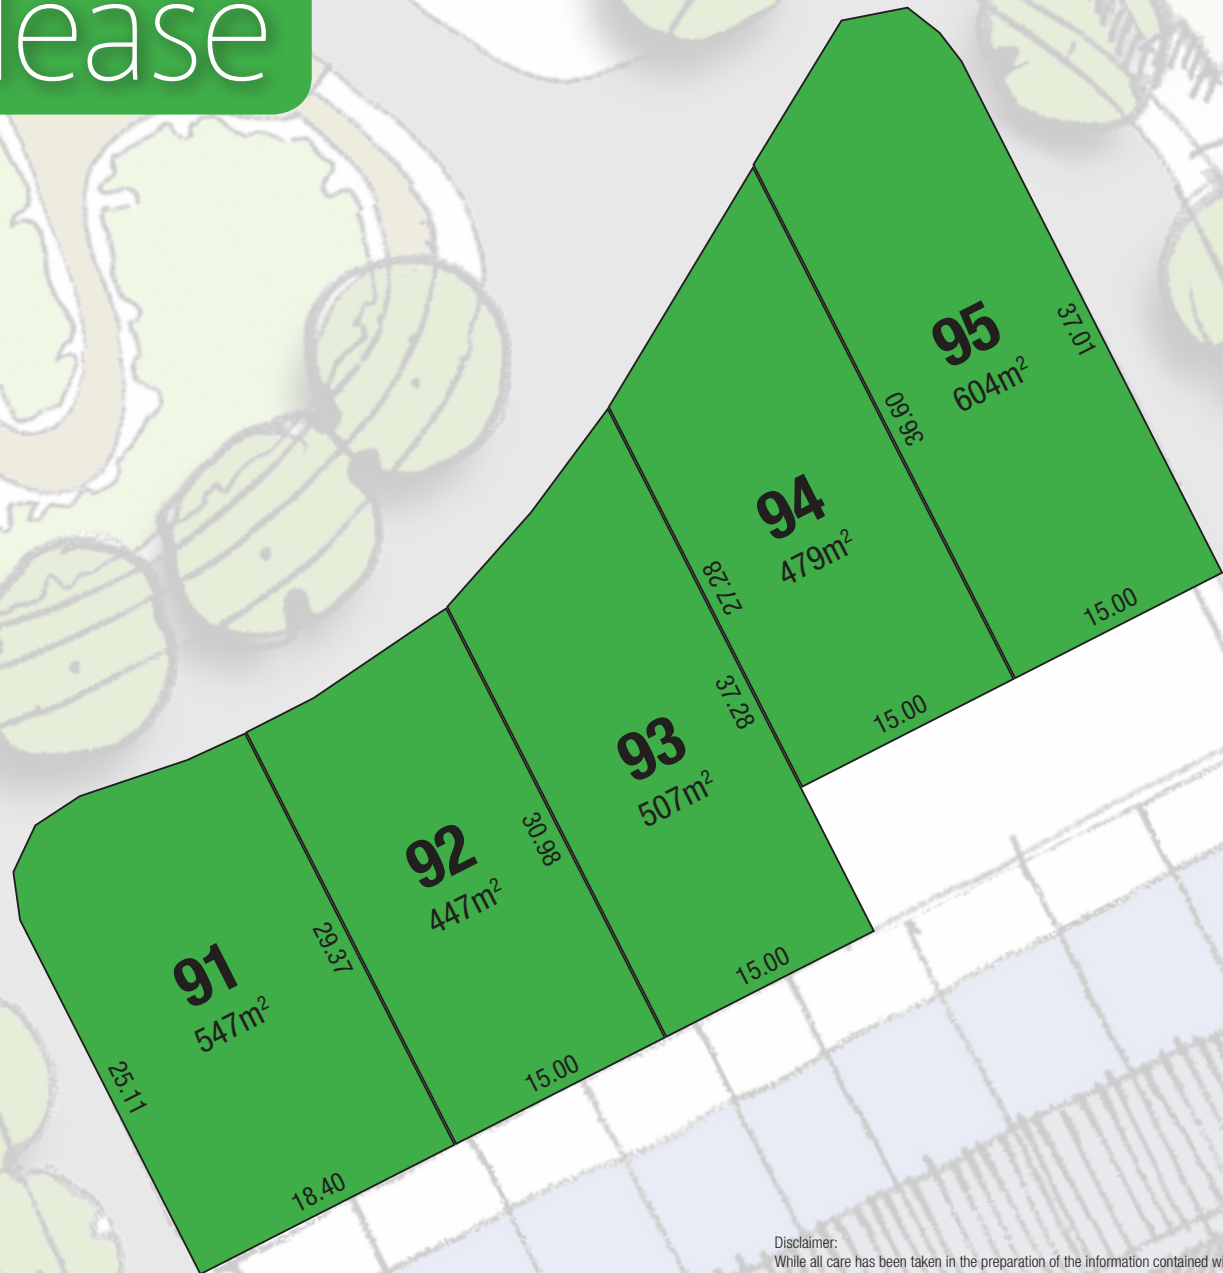 lease
95
604m²
37.01
36.60
15.00
94
479m²
27.28
15.00
93
507m²
37.28
15.00
92
447m²
30.98
15.00
91
547m²
29.37
25.11
18.40
Disclaimer:
While all care has been taken in the preparation of the information contained